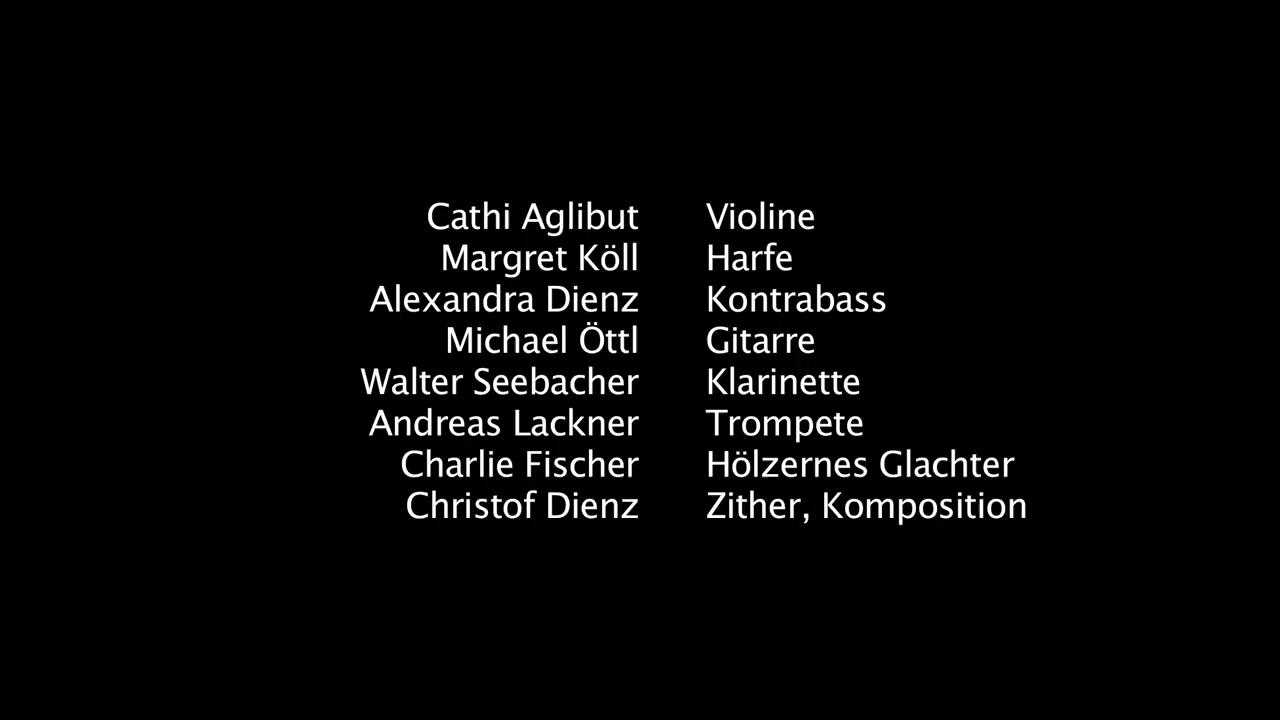 Cathi Aglibut Violine
Margret Köll Harfe
Alexandra Dienz Kontrabass
Michael Öttl Gitarre
Walter Seebacher Klarinette
Andreas Lackner Trompete
Charlie Fischer Hölzernes Glachter
Christof Dienz Zither, Komposition